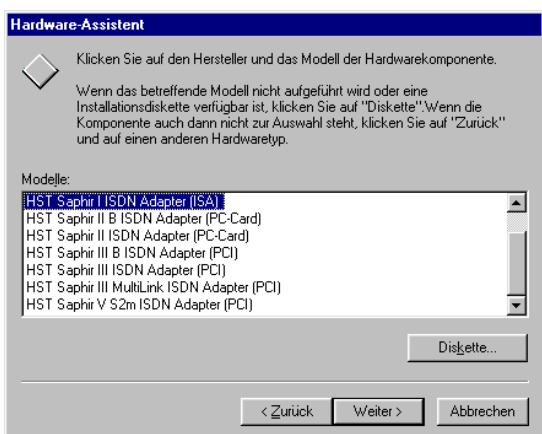 Hardware-Assistent
Klicken Sie auf den Hersteller und das Modell der Hardwarekomponente.
Wenn das betreffende Modell nicht aufgeführt wird oder eine
Installationsdiskette verfügbar ist, klicken Sie auf "Diskette".Wenn die
Komponente auch dann nicht zur Auswahl steht, klicken Sie auf "Zurück"
und auf einen anderen Hardwaretyp.
Modelle:
HST Saphir I ISDN Adapter (ISA)
HST Saphir II B ISDN Adapter (PC-Card)
HST Saphir II ISDN Adapter (PC-Card)
HST Saphir III B ISDN Adapter (PCI)
HST Saphir III ISDN Adapter (PCI)
HST Saphir III MultiLink ISDN Adapter (PCI)
HST Saphir V S2m ISDN Adapter (PCI)
Diskette...
< Zurück
Weiter >
Abbrechen